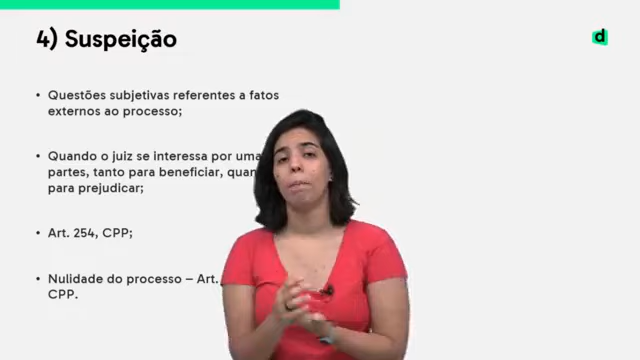 4) Suspeição
d
• Questões subjetivas referentes a fatos
externos ao processo;
• Quando o juiz se interessa por uma
partes, tanto para beneficiar,
para prejudicar;
• Art. 254, CPP;
• Nulidade do processo – Art.
CPP.